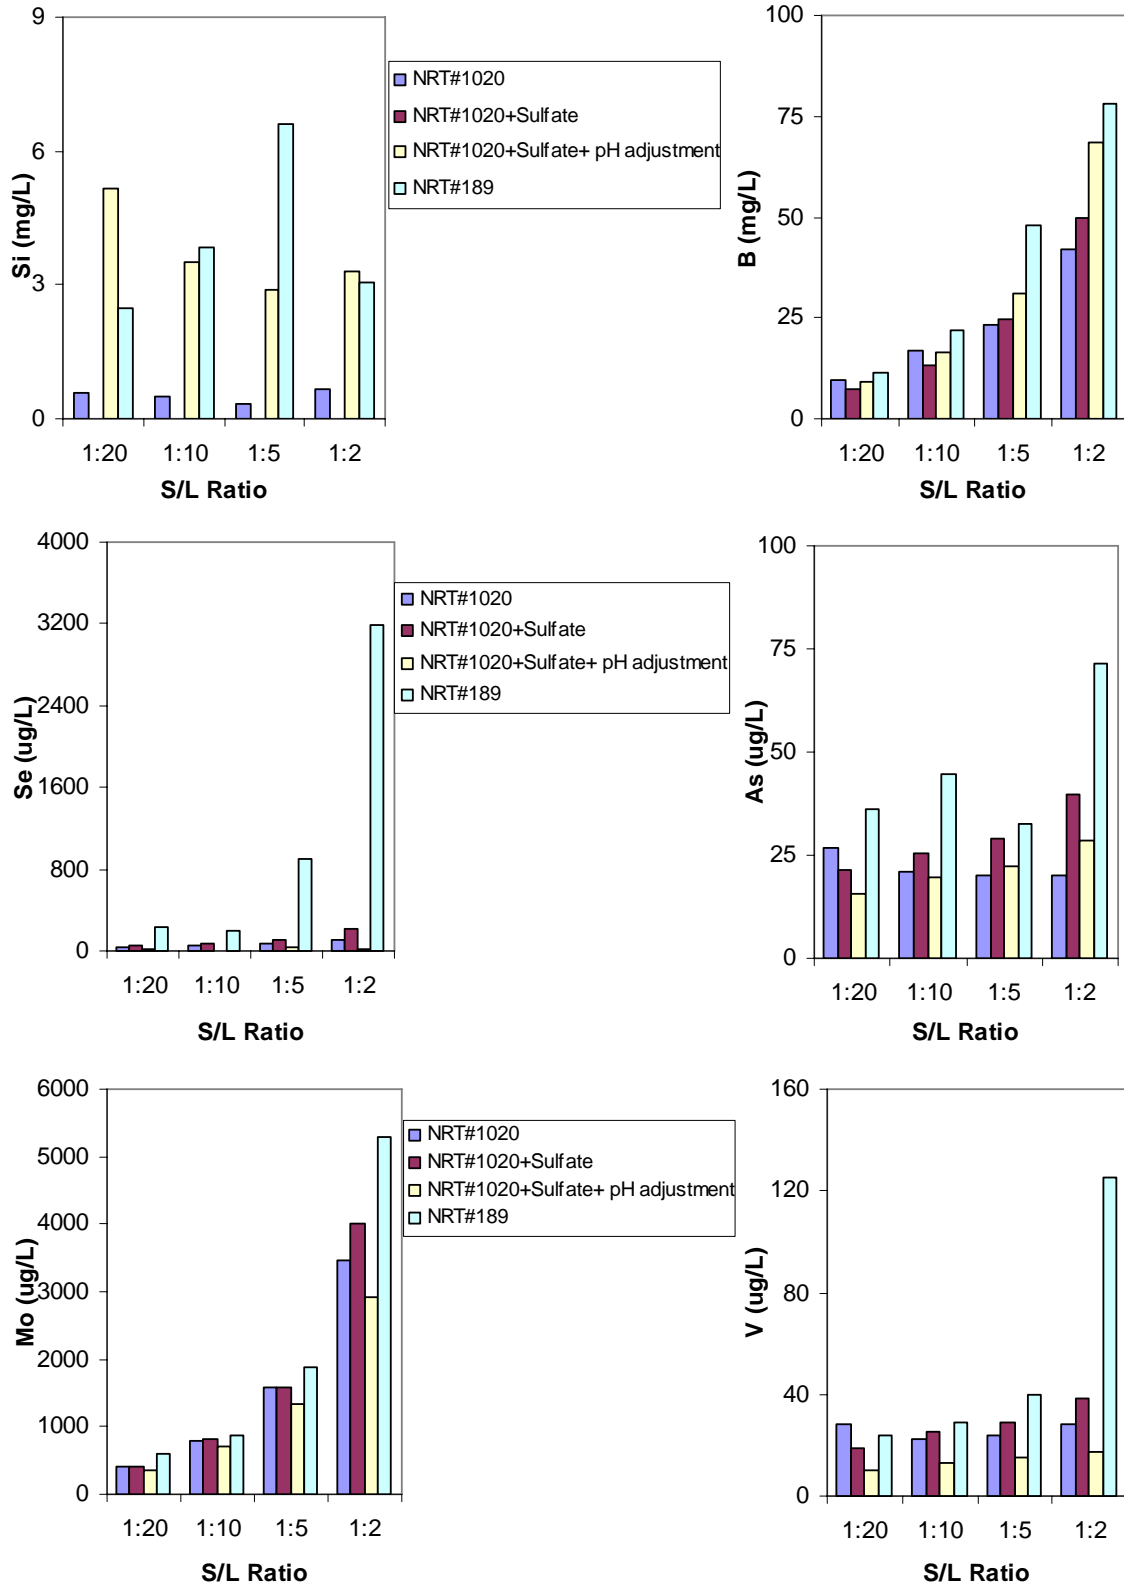 9
6
3
0
Si (mg/L)
1:20 1:10 1:5 1:2
S/L Ratio
NRT#1020
NRT#1020+Sulfate
NRT#1020+Sulfate+ pH adjustment
NRT#189
100
75
50
25
0
B (mg/L)
1:20 1:10 1:5 1:2
S/L Ratio
4000
3200
2400
1600
800
0
Se (ug/L)
1:20 1:10 1:5 1:2
S/L Ratio
NRT#1020
NRT#1020+Sulfate
NRT#1020+Sulfate+ pH adjustment
NRT#189
100
75
50
25
0
As (ug/L)
1:20 1:10 1:5 1:2
S/L Ratio
6000
5000
4000
3000
2000
1000
0
Mo (ug/L)
1:20 1:10 1:5 1:2
S/L Ratio
NRT#1020
NRT#1020+Sulfate
NRT#1020+Sulfate+ pH adjustment
NRT#189
160
120
80
40
0
V (ug/L)
1:20 1:10 1:5 1:2
S/L Ratio